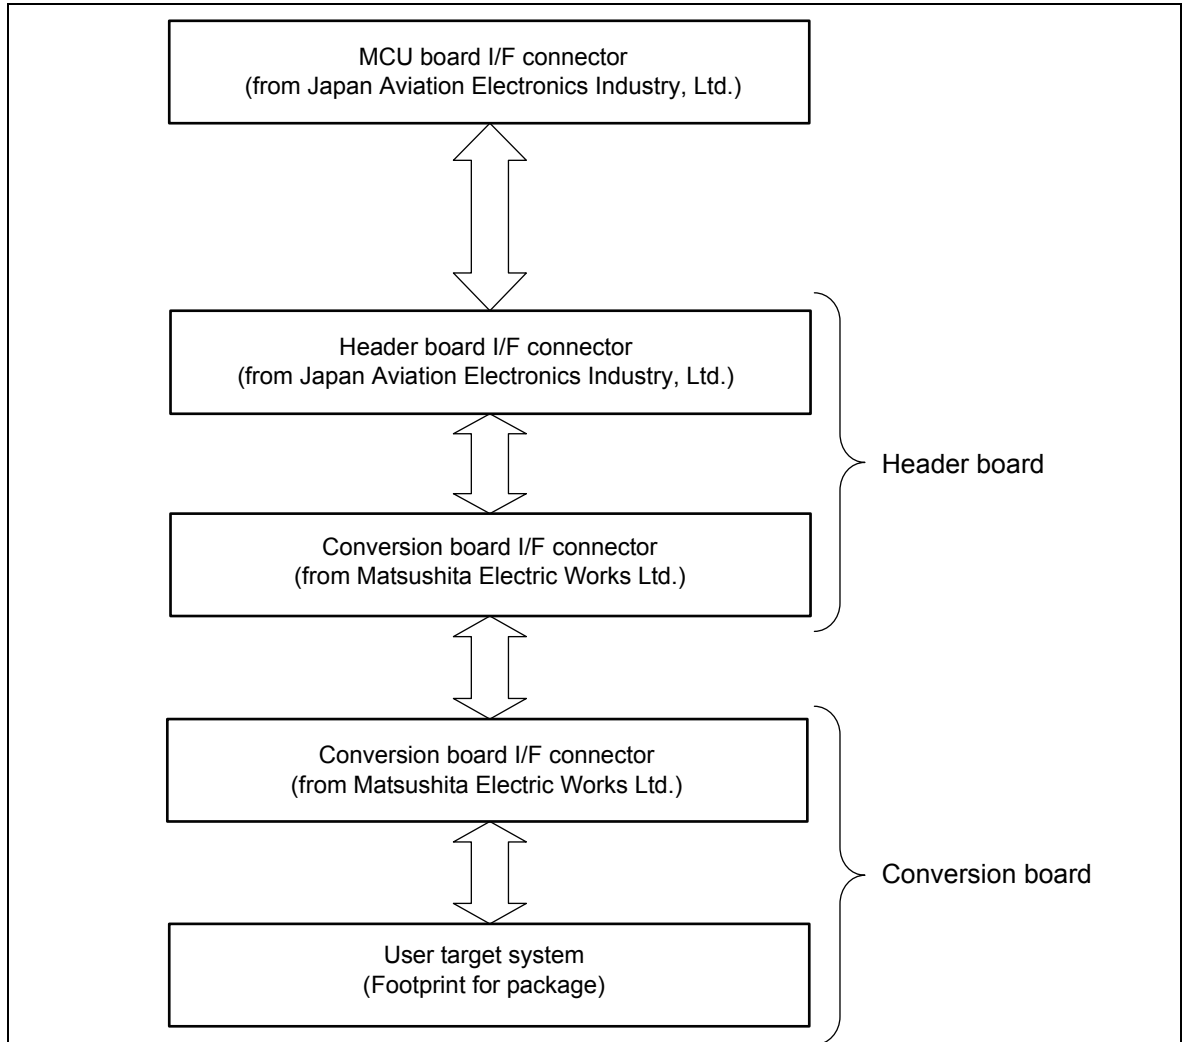 MCU board I/F connector
(from Japan Aviation Electronics Industry, Ltd.)
Header board I/F connector
(from Japan Aviation Electronics Industry, Ltd.)
Header board
Conversion board I/F connector
(from Matsushita Electric Works Ltd.)
Conversion board I/F connector
(from Matsushita Electric Works Ltd.)
Conversion board
User target system
(Footprint for package)